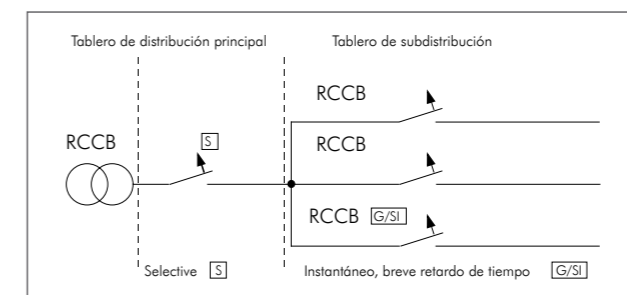 Tablero de distribución principal
Tablero de subdistribución
RCCB
RCCB
S
RCCB
RCCB G/SI
Selective S
Instantáneo, breve retardo de tiempo G/SI